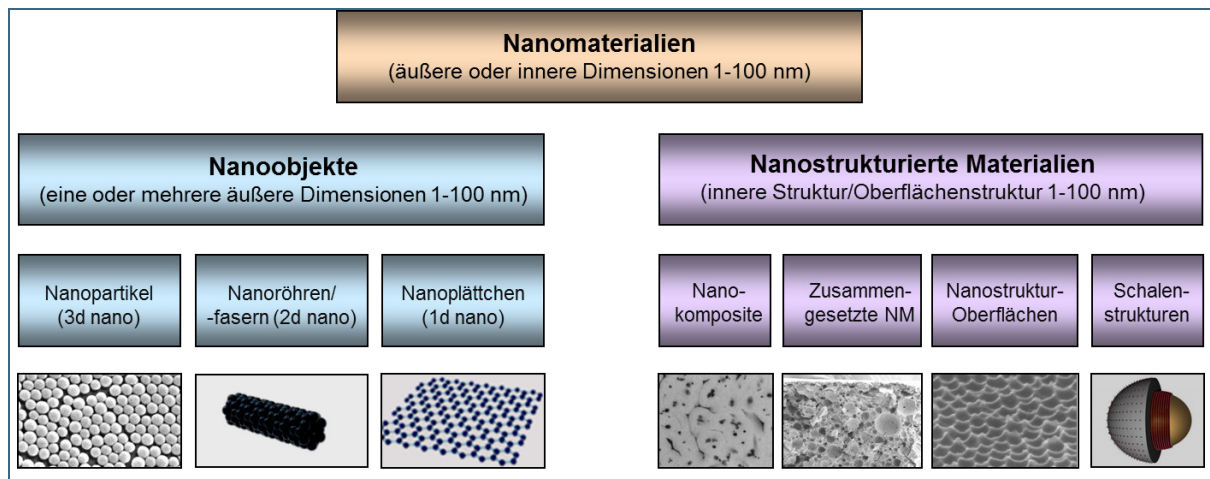 Nanomaterialien
(äußere oder innere Dimensionen 1-100 nm)
Nanoobjekte
(eine oder mehrere äußere Dimensionen 1-100 nm)
Nanostrukturierte Materialien
(innere Struktur/Oberflächenstruktur 1-100 nm)
Nanopartikel
(3d nano)
Nanoröhren/
-fasern (2d nano)
Nanoplättchen
(1d nano)
Nano-
komposite
Zusammen-
gesetzte NM
Nanostruktur-
Oberflächen
Schalen-
strukturen